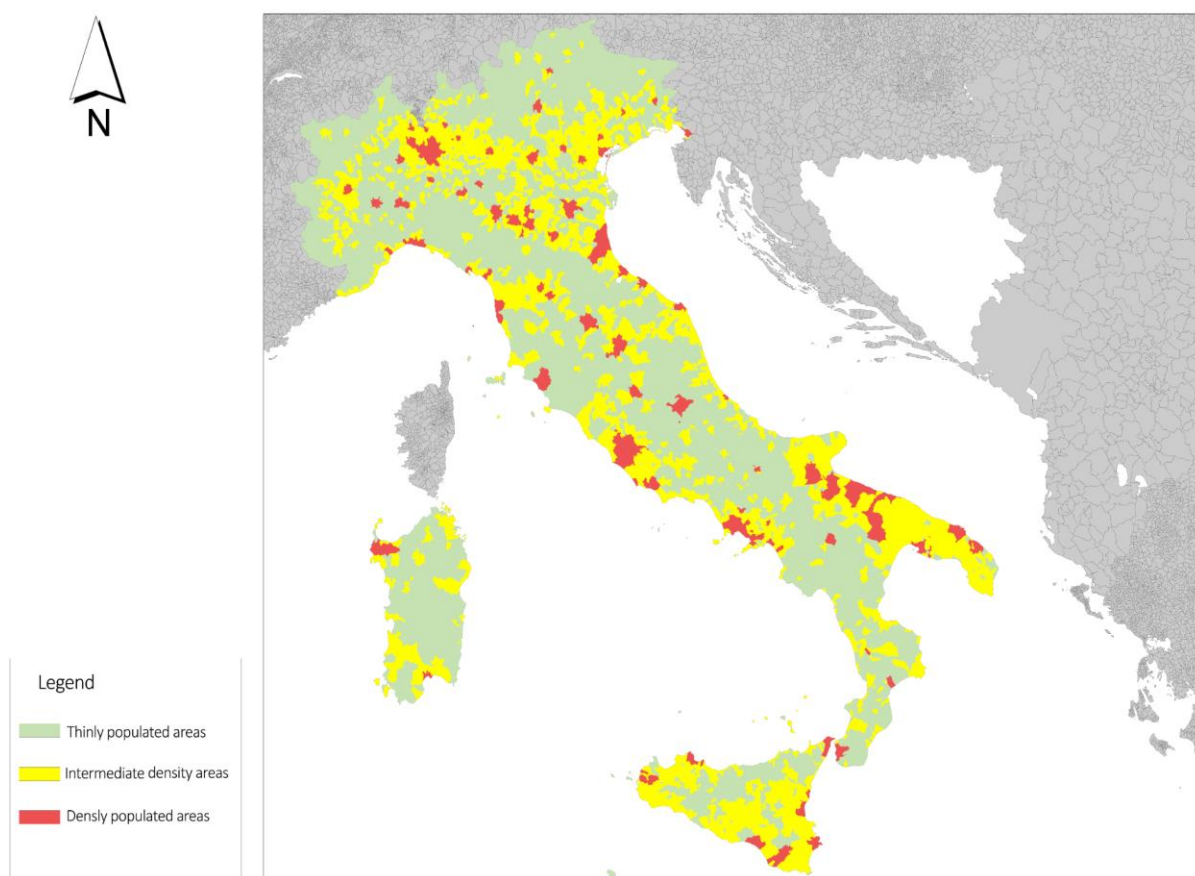 N
Legend
Thinly populated areas
Intermediate density areas
Densly populated areas